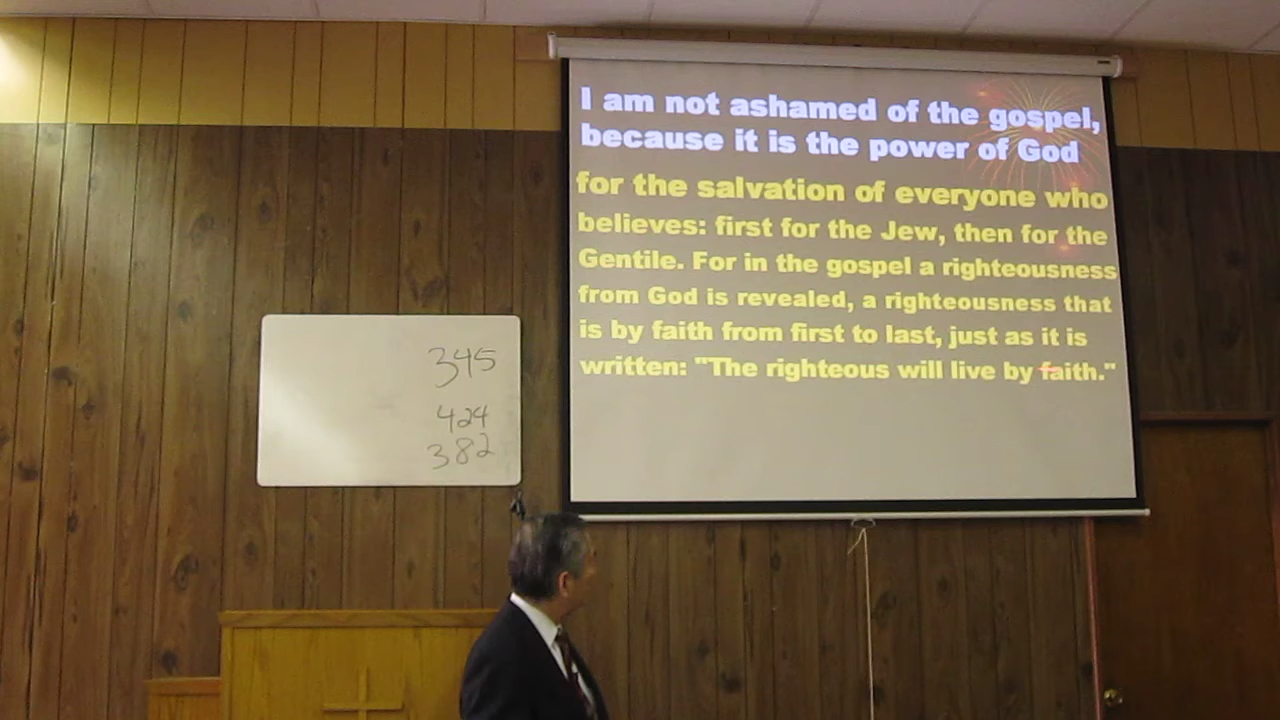 345
424
382
I am not ashamed of the gospel,
because it is the power of God
for the salvation of everyone who
believes: first for the Jew, then for the
Gentile. For in the gospel a righteousness
from God is revealed, a righteousness that
is by faith from first to last, just as it is
written: "The righteous will live by faith."